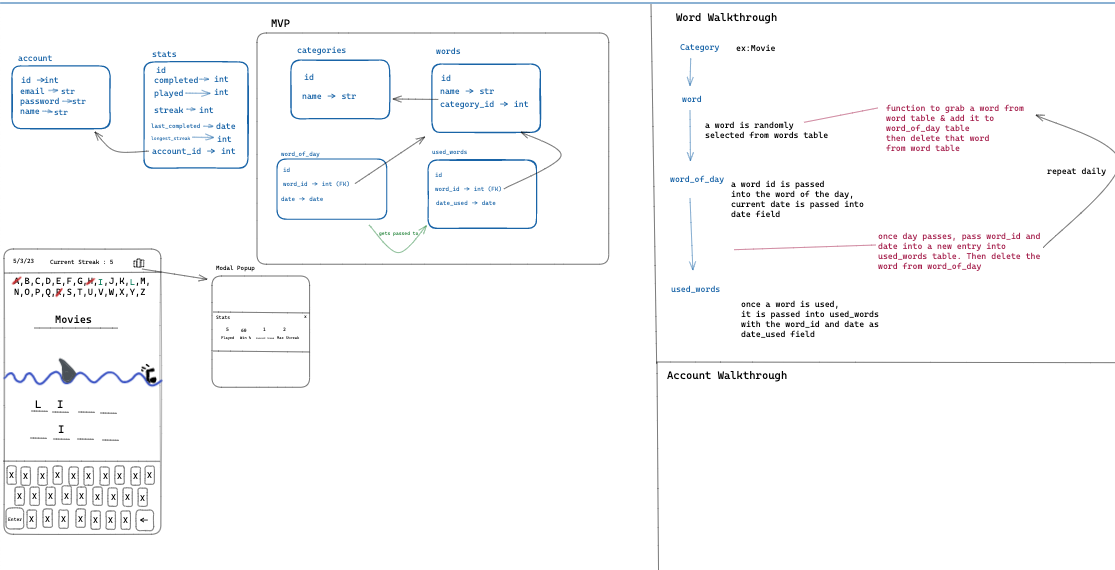 MVP
account
id → int
email → str
password → str
name → str
stats
id
completed → int
played → int
streak → int
last_completed → date
longest_streak → int
account_id → int
categories
id
name → str
words
id
name → str
category_id → int
word_of_day
id
word_id → int (FK)
date → date
used_words
id
word_id → int (FK)
date_used → date
gets passed to
5/3/23 Current Streak : 5
A,B,C,D,E,F,G,H,I,J,K,L,M,
N,O,P,Q,R,S,T,U,V,W,X,Y,Z
Movies
L I
I
X X X X X X X X X X
X X X X X X X X X
Enter X X X X X X X ←
Modal Popup
Stats X
5 60 1 2
Played Win % Max Streak
Word Walkthrough
Category ex:Movie
word
a word is randomly
selected from words table
function to grab a word from
word table & add it to
word_of_day table
then delete that word
from word table
repeat daily
word_of_day
a word id is passed
into the word of the day,
current date is passed into
date field
once day passes, pass word_id and
date into a new entry into
used_words table. Then delete the
word from word_of_day
used_words
once a word is used,
it is passed into used_words
with the word_id and date as
date_used field
Account Walkthrough